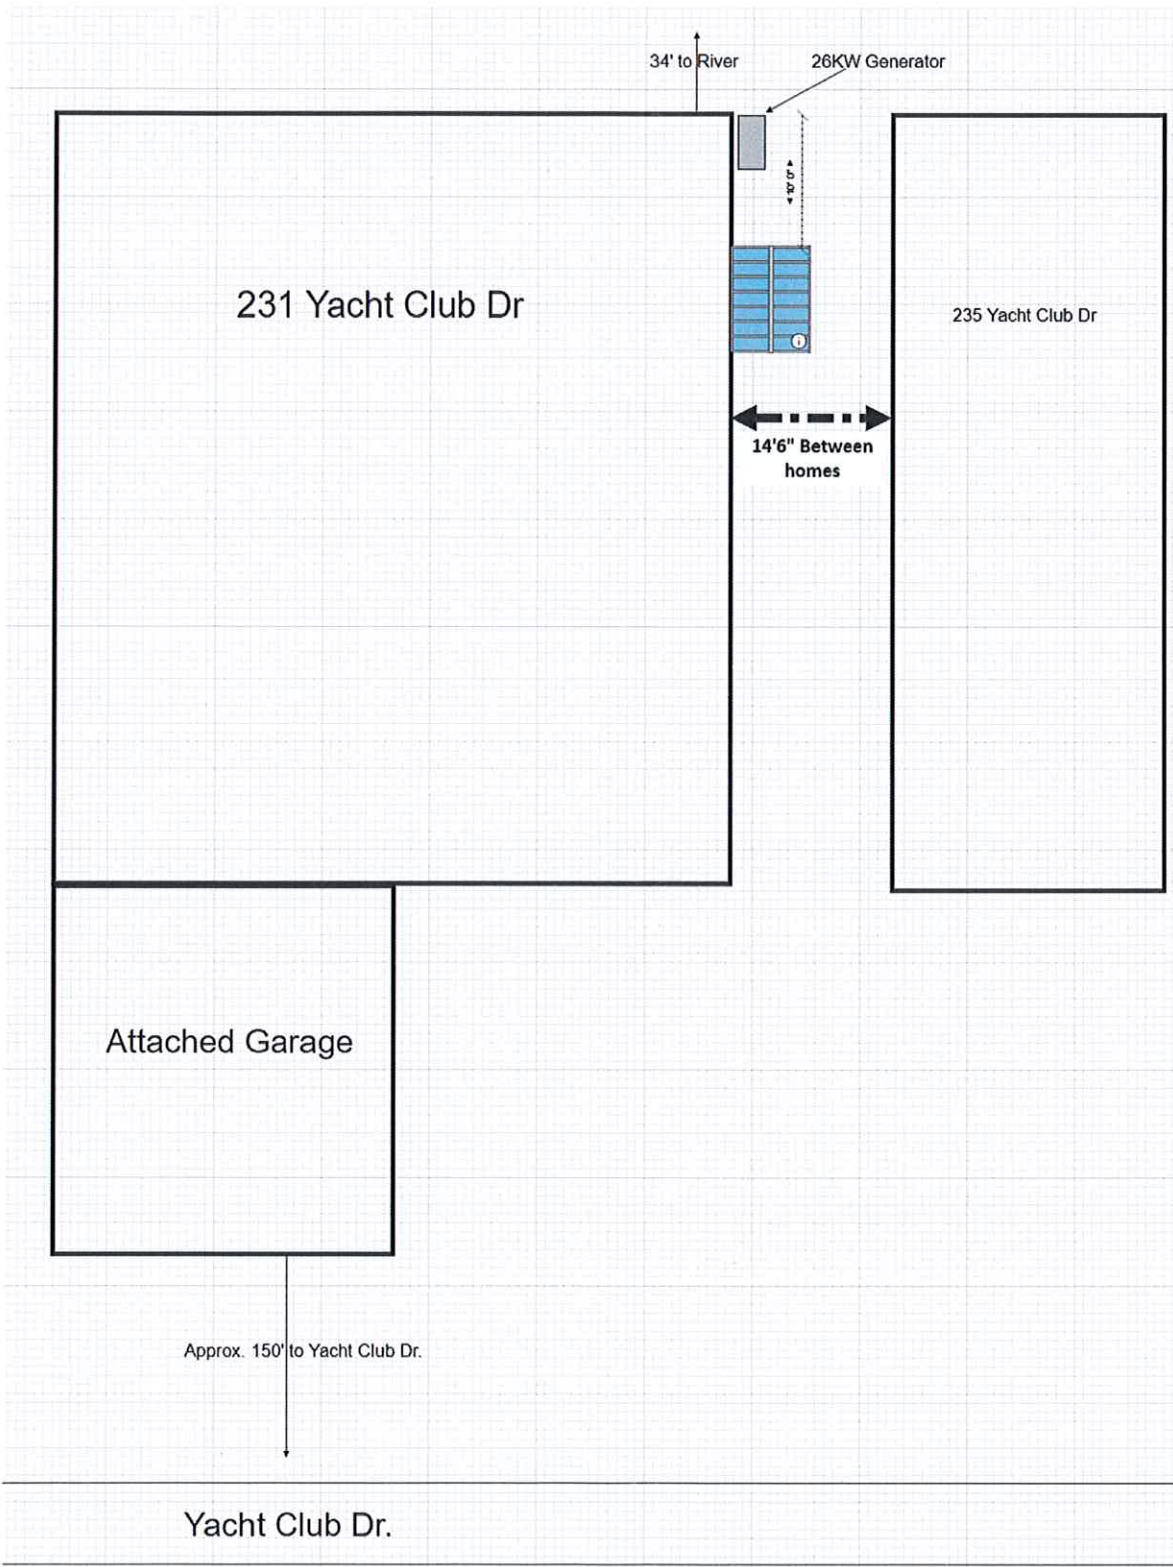 34' to River
26KW Generator
231 Yacht Club Dr
235 Yacht Club Dr
14'6" Between
homes
Attached Garage
Approx. 150' to Yacht Club Dr.
Yacht Club Dr.